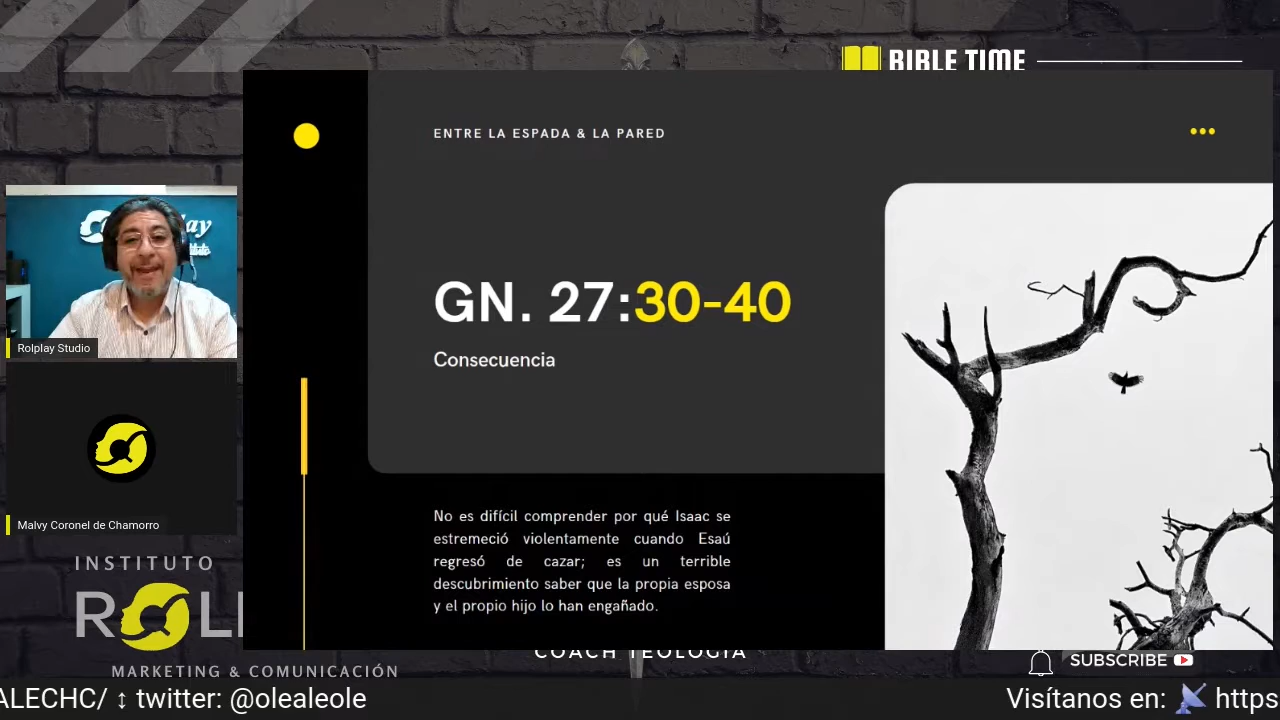 BIBLE TIME
ENTRE LA ESPADA & LA PARED
GN. 27:30-40
Consecuencia
No es difícil comprender por qué Isaac se
estremeció violentamente cuando Esaú
regresó de cazar; es un terrible
descubrimiento saber que la propia esposa
y el propio hijo lo han engañado.
Rolplay Studio
Malvy Coronel de Chamorro
INSTITUTO
MARKETING & COMUNICACIÓN
COACH TEOLOGÍA
SUBSCRIBE
ALECHC/ ↕ twitter: @olealeole
Visítanos en: 📡 https